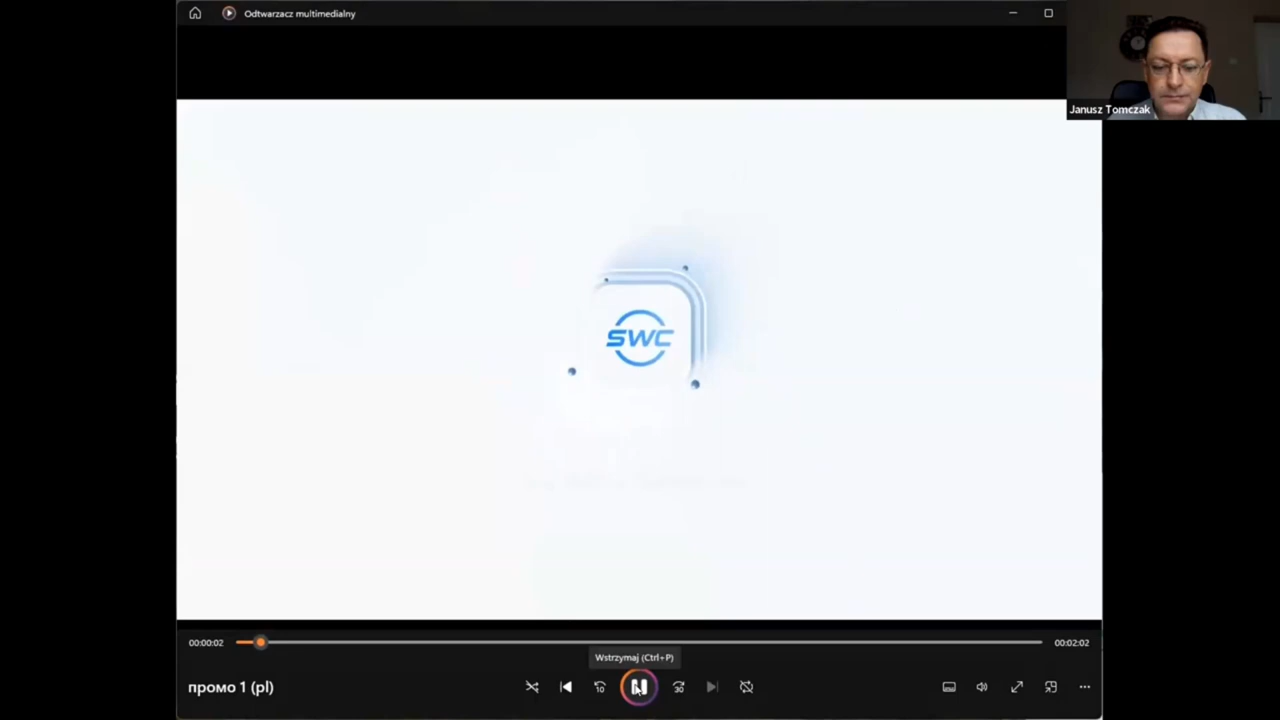 Odtwarzacz multimedialny
Janusz Tomczak
SWC
00:00:02
00:02:02
Wstrzymaj (Ctrl+P)
промо 1 (pl)
10
30